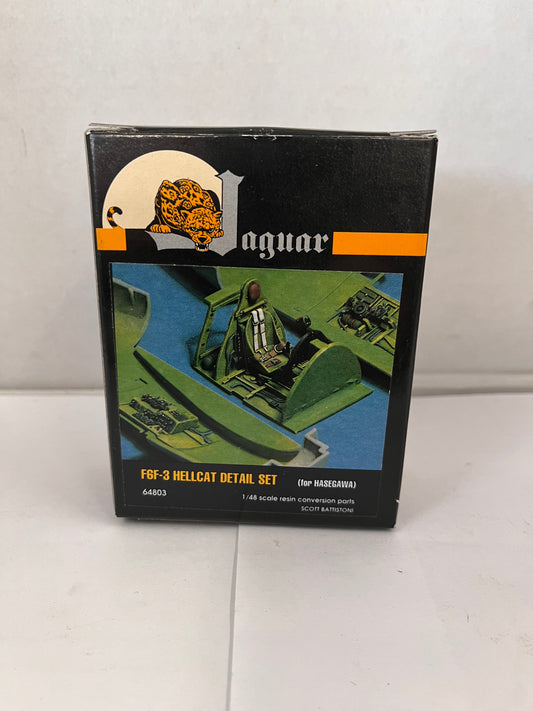 Jaguar
F6F-3 HELLCAT DETAIL SET (for HASEGAWA)
64803 1/48 scale resin conversion parts
SCOTT BATTISTONI